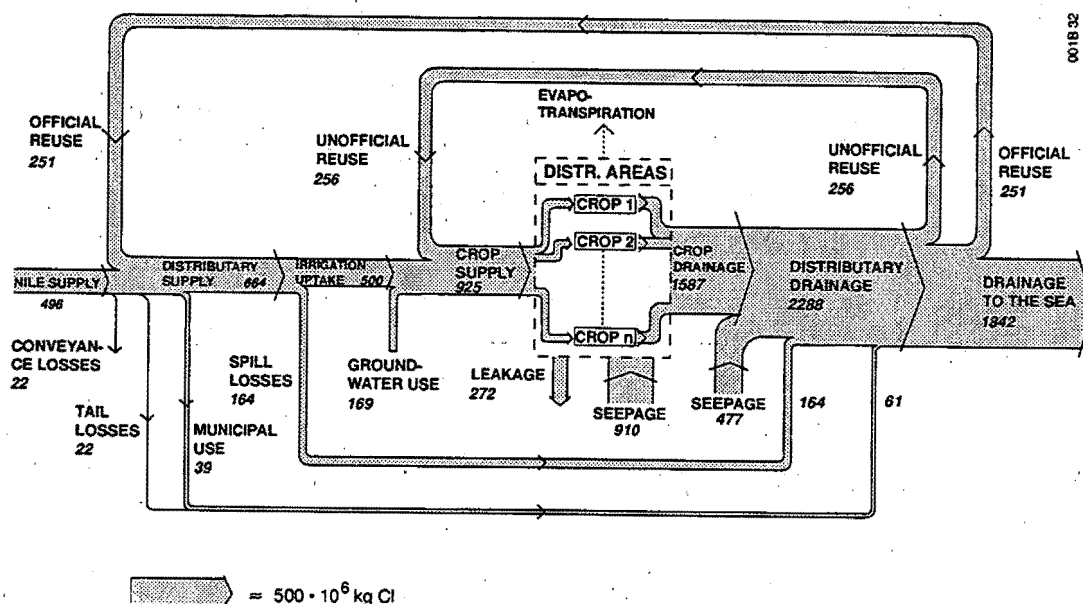 001B 32
OFFICIAL
REUSE
251
UNOFFICIAL
REUSE
256
EVAPO-
TRANSPIRATION
DISTR. AREAS
UNOFFICIAL
REUSE
256
OFFICIAL
REUSE
251
NILE SUPPLY
496
DISTRIBUTARY
SUPPLY 664
IRRIGATION
UPTAKE 500
CROP
SUPPLY
925
CROP 1
CROP 2
CROP n
CROP
DRAINAGE
1587
DISTRIBUTARY
DRAINAGE
2288
DRAINAGE
TO THE SEA
1842
CONVEYAN-
CE LOSSES
22
TAIL
LOSSES
22
MUNICIPAL
USE
39
SPILL
LOSSES
164
GROUND-
WATER USE
169
LEAKAGE
272
SEEPAGE
910
SEEPAGE
477
164
61
= 500 · 10⁶ kg Cl